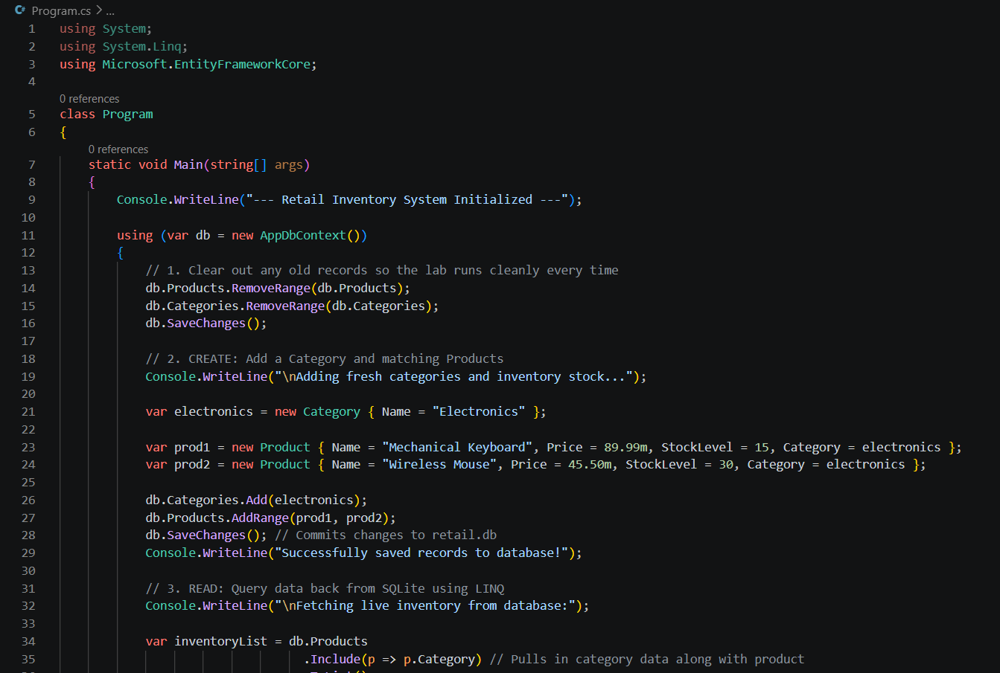 C# Program.cs > ...
1 using System;
2 using System.Linq;
3 using Microsoft.EntityFrameworkCore;
4
0 references
5 class Program
6 {
0 references
7 static void Main(string[] args)
8 {
9 Console.WriteLine("--- Retail Inventory System Initialized ---");
10
11 using (var db = new AppDbContext())
12 {
13 // 1. Clear out any old records so the lab runs cleanly every time
14 db.Products.RemoveRange(db.Products);
15 db.Categories.RemoveRange(db.Categories);
16 db.SaveChanges();
17
18 // 2. CREATE: Add a Category and matching Products
19 Console.WriteLine("\nAdding fresh categories and inventory stock...");
20
21 var electronics = new Category { Name = "Electronics" };
22
23 var prod1 = new Product { Name = "Mechanical Keyboard", Price = 89.99m, StockLevel = 15, Category = electronics };
24 var prod2 = new Product { Name = "Wireless Mouse", Price = 45.50m, StockLevel = 30, Category = electronics };
25
26 db.Categories.Add(electronics);
27 db.Products.AddRange(prod1, prod2);
28 db.SaveChanges(); // Commits changes to retail.db
29 Console.WriteLine("Successfully saved records to database!");
30
31 // 3. READ: Query data back from SQLite using LINQ
32 Console.WriteLine("\nFetching live inventory from database:");
33
34 var inventoryList = db.Products
35 .Include(p => p.Category) // Pulls in category data along with product